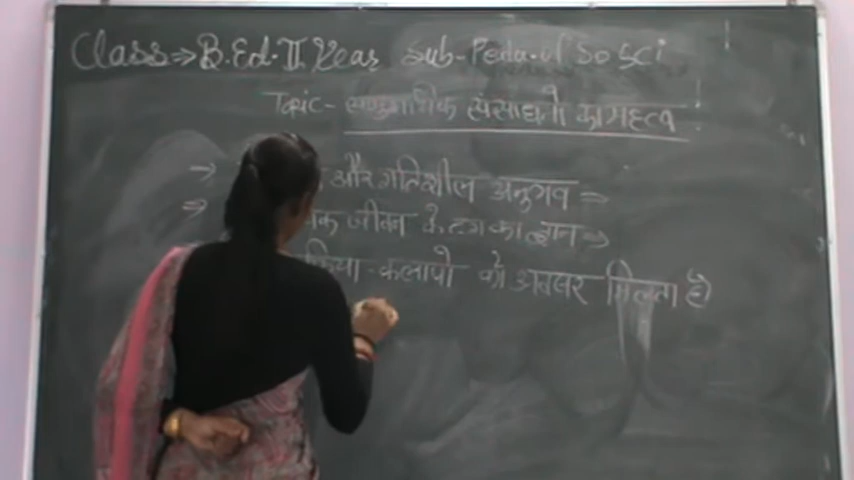 Class⇒B.Ed.II Year Sub-Peda.of So Sci
Topic- सामुदायिक संसाधनो का महत्व
→ और गतिशील अनुभव ⇒
⇒ जीवन के ढंग का ज्ञान ⇒
क्रिया-कलापो को अवसर मिलता है